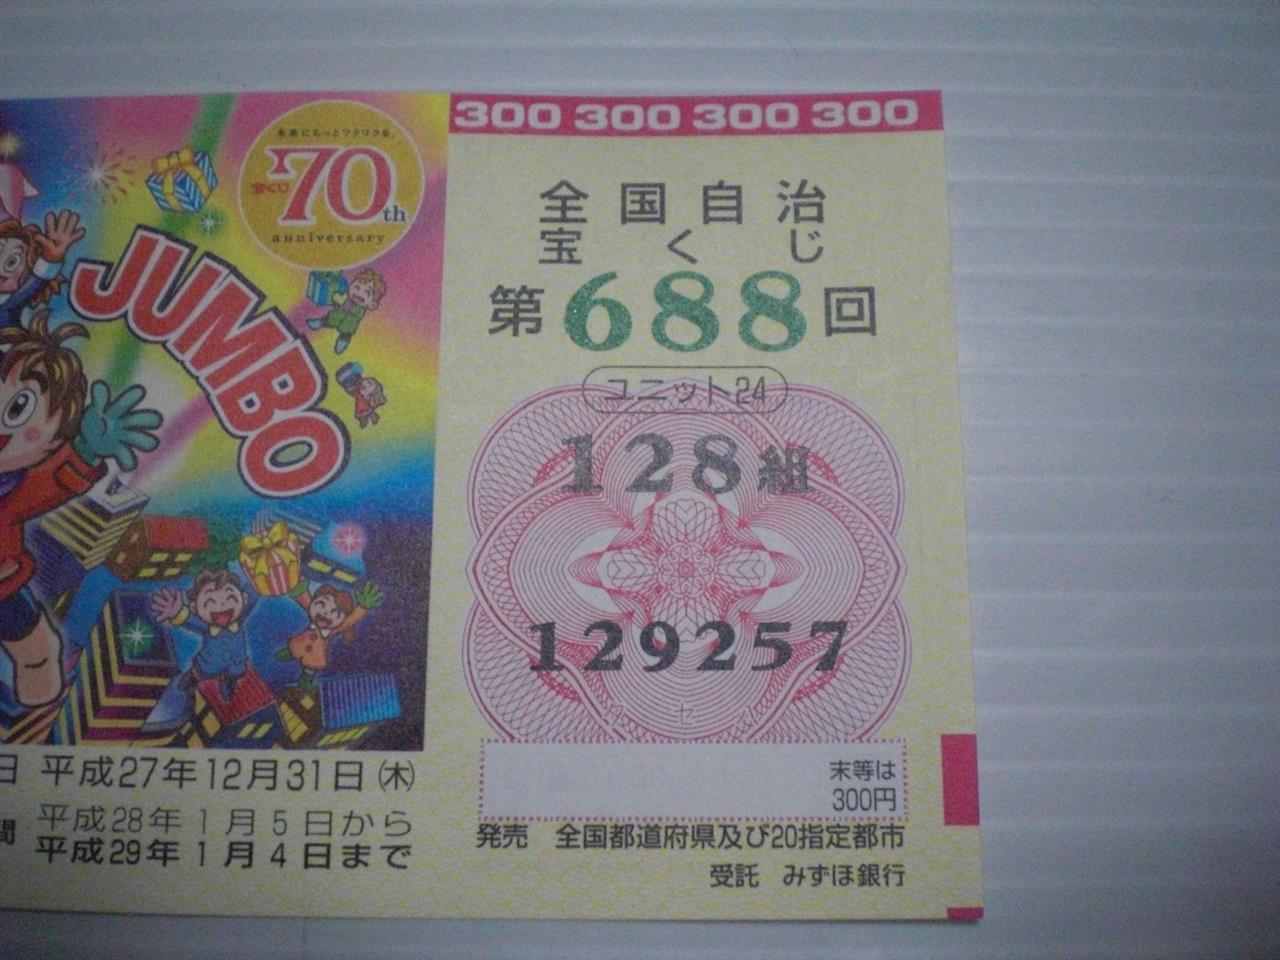 300 300 300 300
未来にもっとワクワクを。
宝くじ
70th
anniversary
JUMBO
全国自治
宝くじ
第688回
ユニット24
128組
129257
日 平成27年12月31日(木)
間 平成28年1月5日から
平成29年1月4日まで
末等は
300円
発売 全国都道府県及び20指定都市
受託 みずほ銀行